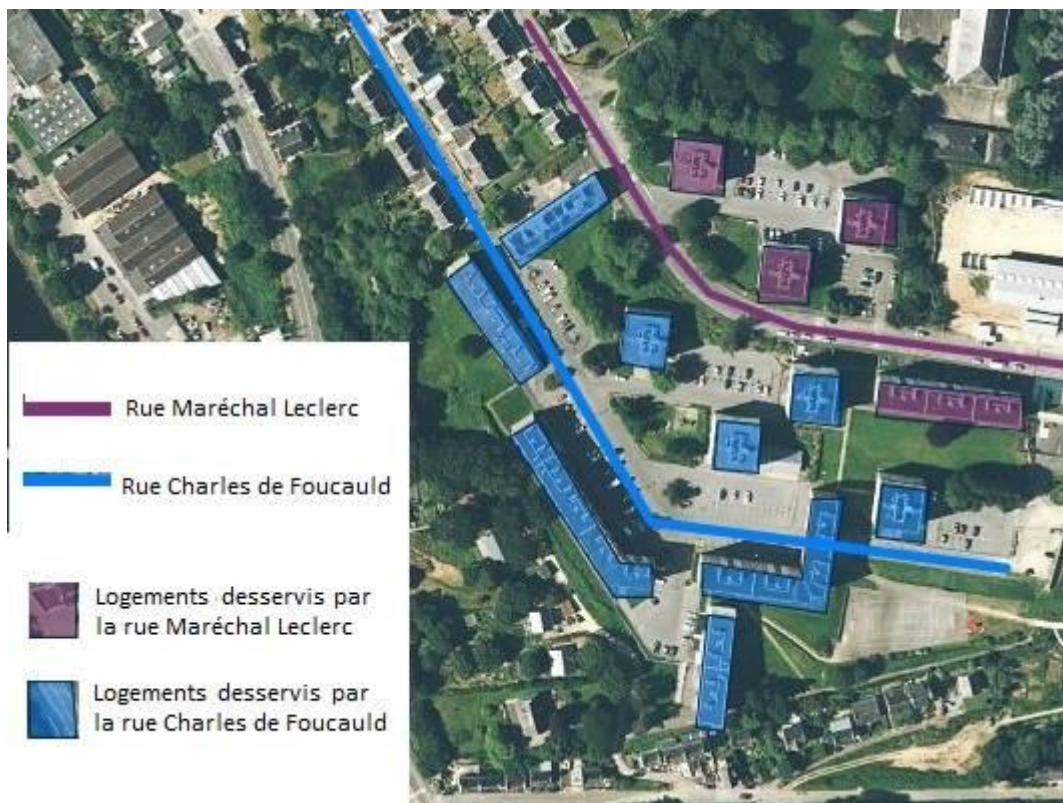 Rue Maréchal Leclerc
Rue Charles de Foucauld
Logements desservis par
la rue Maréchal Leclerc
Logements desservis par
la rue Charles de Foucauld